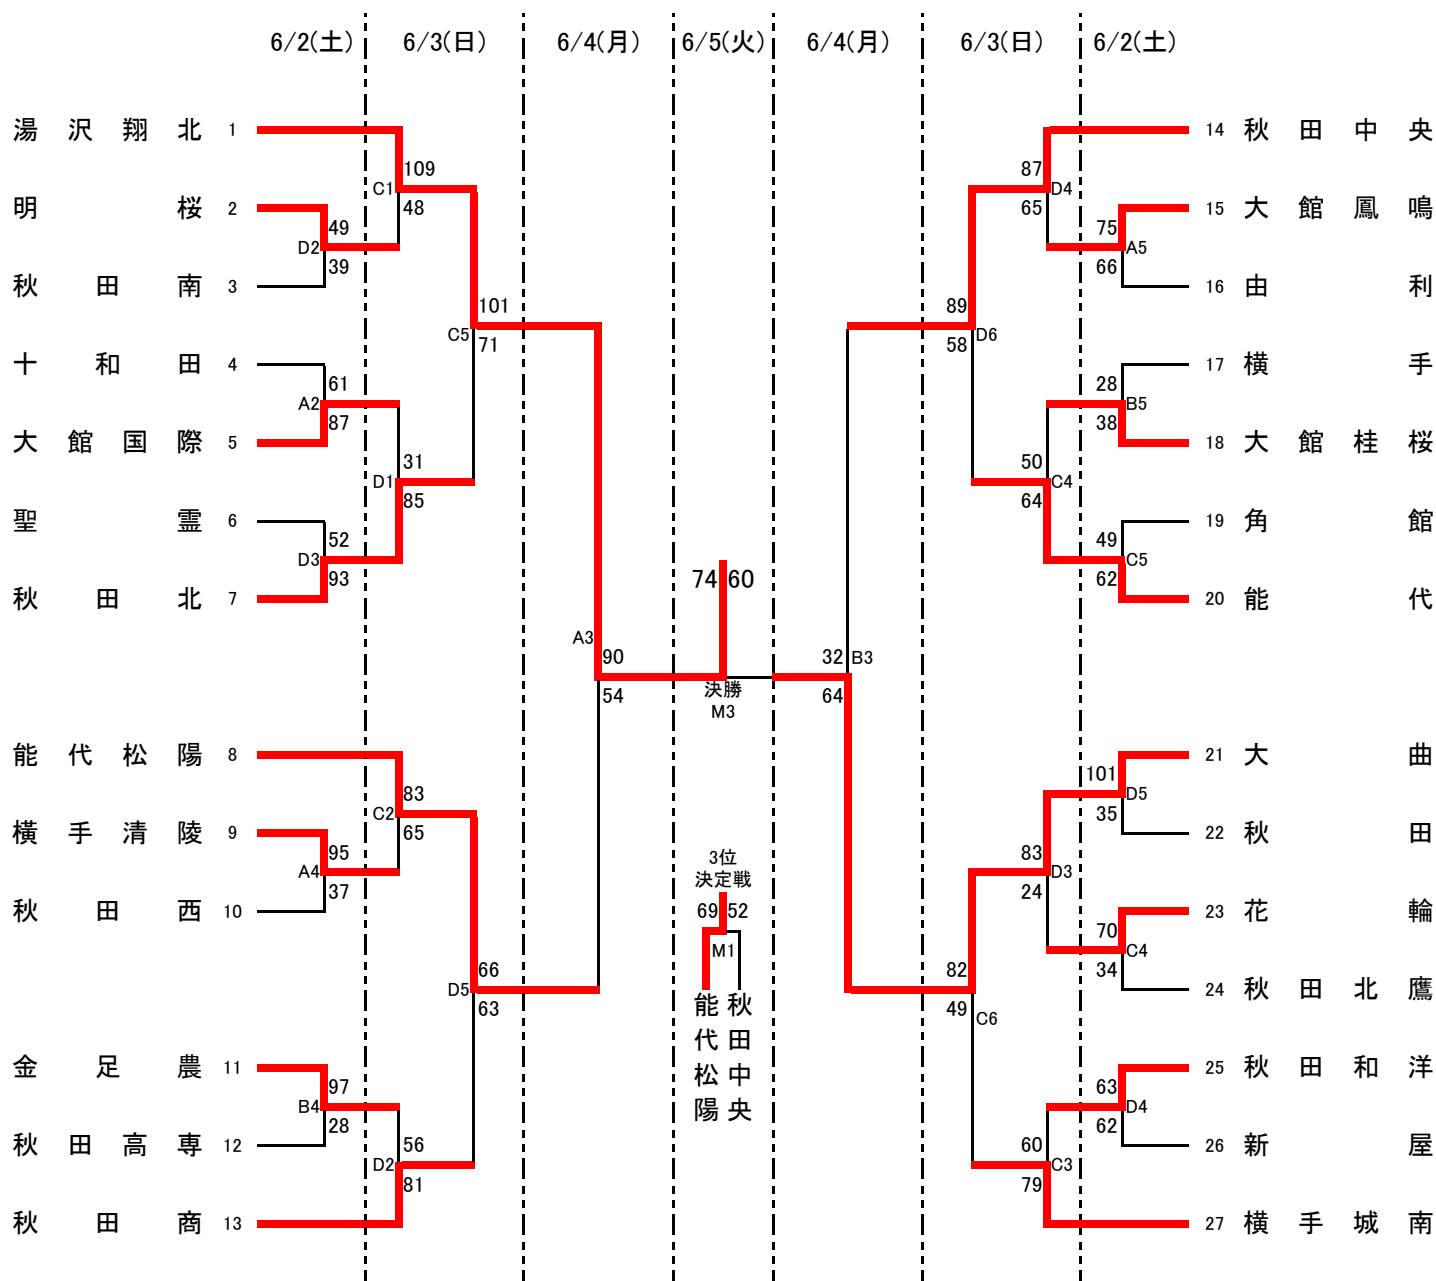 6/2(土) 6/3(日) 6/4(月) 6/5(火) 6/4(月) 6/3(日) 6/2(土)
湯沢翔北 1
明桜 2
秋田南 3
十和田 4
大館国際 5
聖霊 6
秋田北 7
能代松陽 8
横手清陵 9
秋田西 10
金足農 11
秋田高専 12
秋田商 13
D2 49 39
A2 61 87
D3 52 93
A4 95 37
B4 97 28
C1 109 48
D1 31 85
C2 83 65
D2 56 81
C5 101 71
D5 66 63
A3 90 54
74 60
決勝
M3
3位
決定戦
69 52
M1
能代松陽
秋田中央
32 64 B3
89 58 D6
82 49 C6
87 65 D4
50 64 C4
83 24 D3
60 79 C3
75 66 A5
28 38 B5
49 62 C5
101 35 D5
70 34 C4
63 62 D4
14 秋田中央
15 大館鳳鳴
16 由利
17 横手
18 大館桂桜
19 角館
20 能代
21 大曲
22 秋田
23 花輪
24 秋田北鷹
25 秋田和洋
26 新屋
27 横手城南